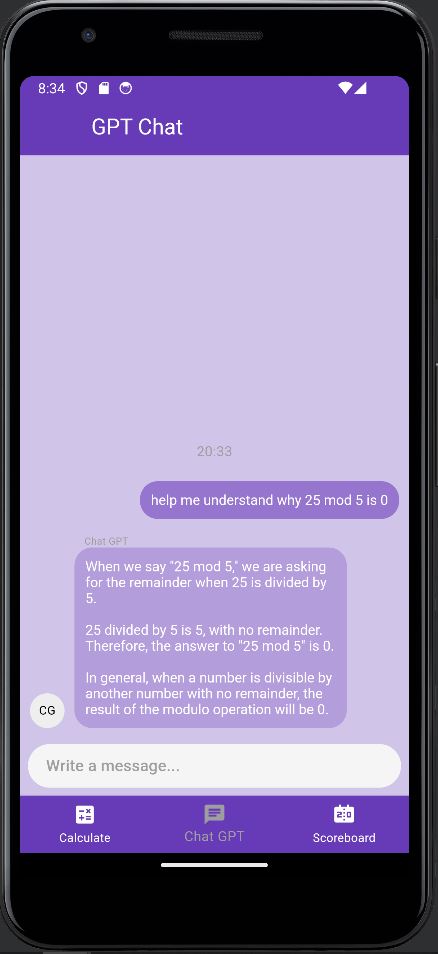 8:34
GPT Chat
20:33
help me understand why 25 mod 5 is 0
Chat GPT
When we say "25 mod 5," we are asking
for the remainder when 25 is divided by
5.
25 divided by 5 is 5, with no remainder.
Therefore, the answer to "25 mod 5" is 0.
In general, when a number is divisible by
another number with no remainder, the
result of the modulo operation will be 0.
CG
Write a message...
2:0
Calculate
Chat GPT
Scoreboard